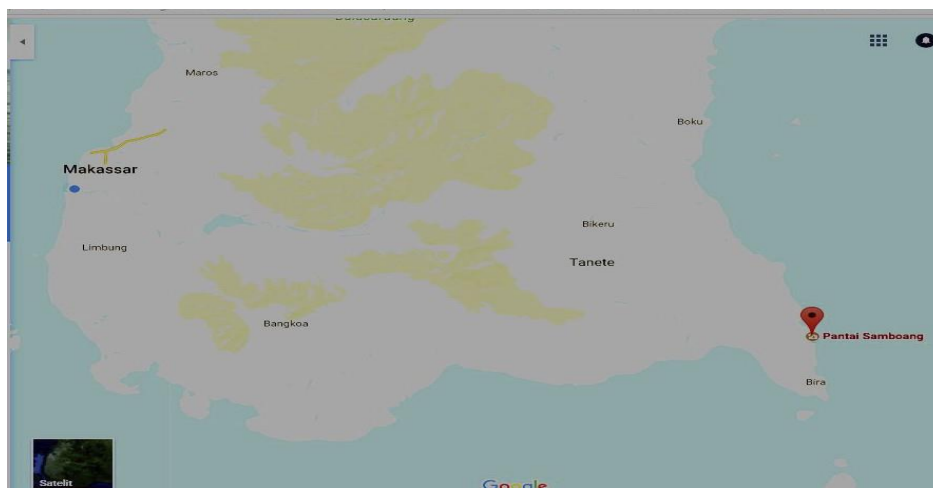 Maros
Boku
Makassar
Bikeru
Limbung
Tanete
Bangkoa
Pantai Samboang
Bira
Satelit
Google